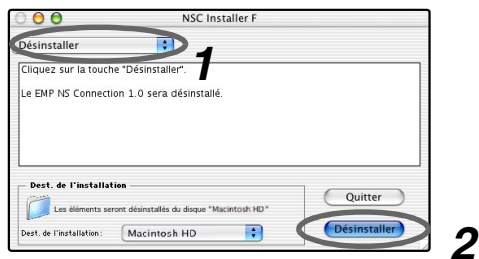 NSC Installer F
Désinstaller
1
Cliquez sur la touche "Désinstaller".
Le EMP NS Connection 1.0 sera désinstallé.
Dest. de l'installation
Les éléments seront désinstallés du disque "Macintosh HD"
Quitter
Dest. de l'installation: Macintosh HD
Désinstaller
2